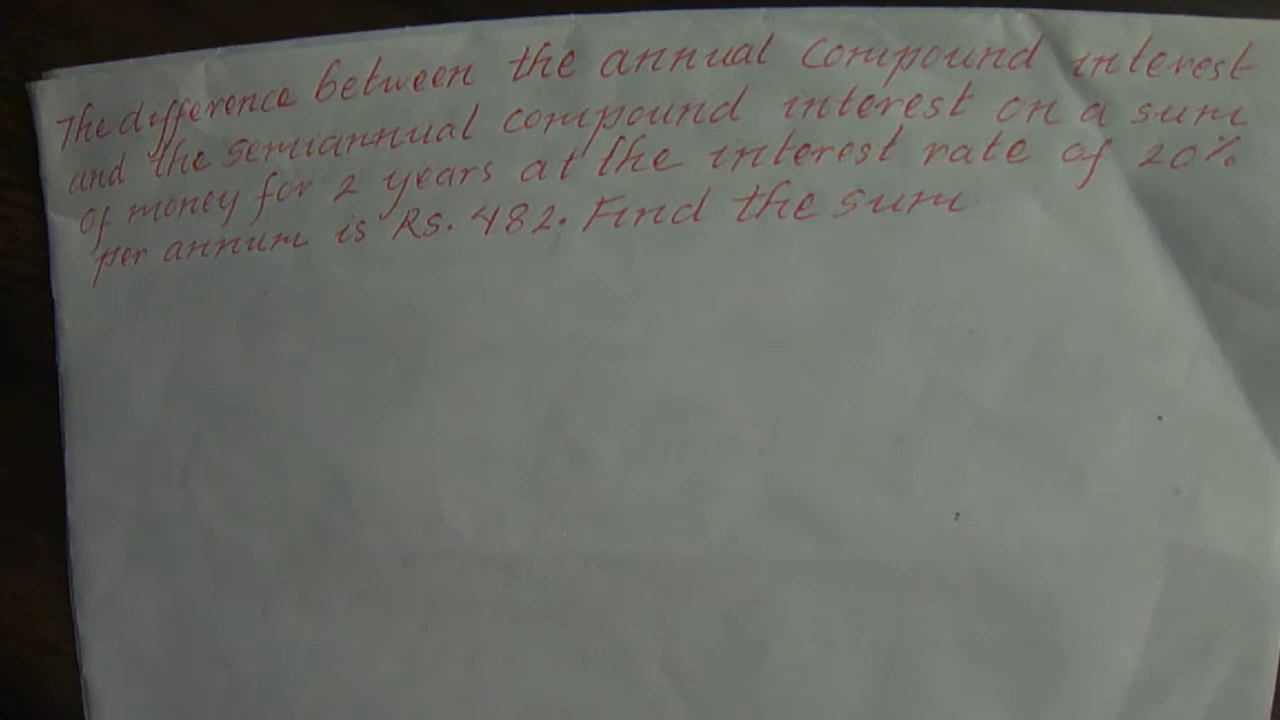 The difference between the annual compound interest
and the semiannual compound interest on a sum
of money for 2 years at the interest rate of 20%
per annum is Rs. 482. Find the sum